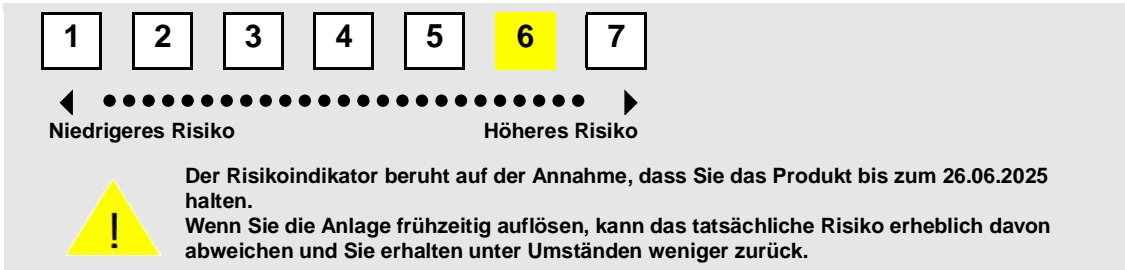 1 2 3 4 5 6 7
Niedrigeres Risiko Höheres Risiko
Der Risikoindikator beruht auf der Annahme, dass Sie das Produkt bis zum 26.06.2025
halten.
Wenn Sie die Anlage frühzeitig auflösen, kann das tatsächliche Risiko erheblich davon
abweichen und Sie erhalten unter Umständen weniger zurück.
!